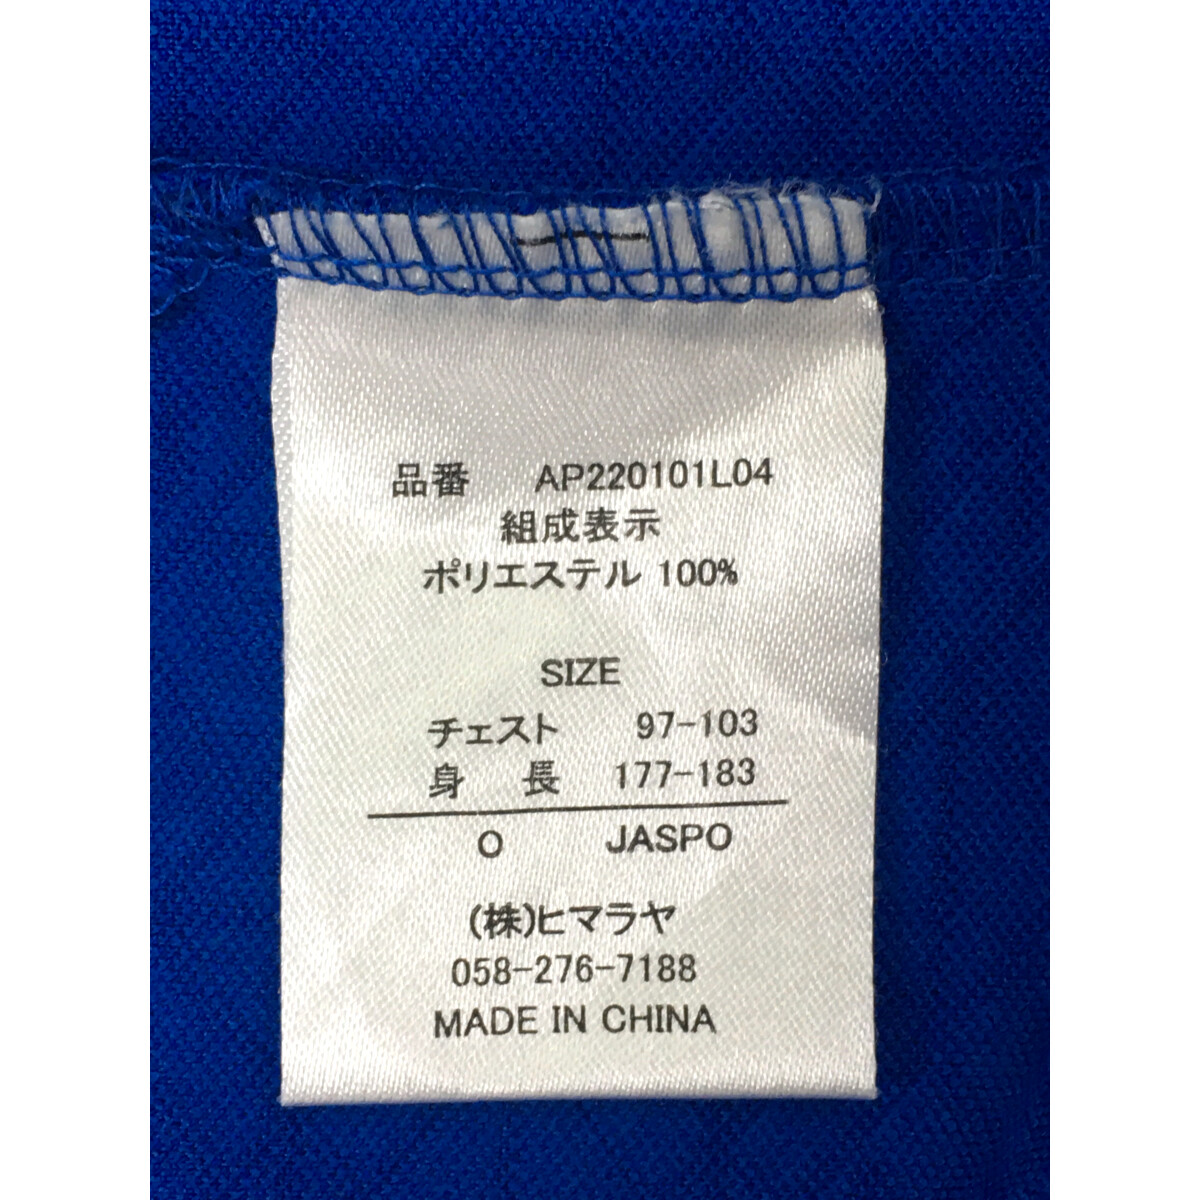 品番 AP220101L04
組成表示
ポリエステル 100%
SIZE
チェスト 97-103
身 長 177-183
O JASPO
(株)ヒマラヤ
058-276-7188
MADE IN CHINA